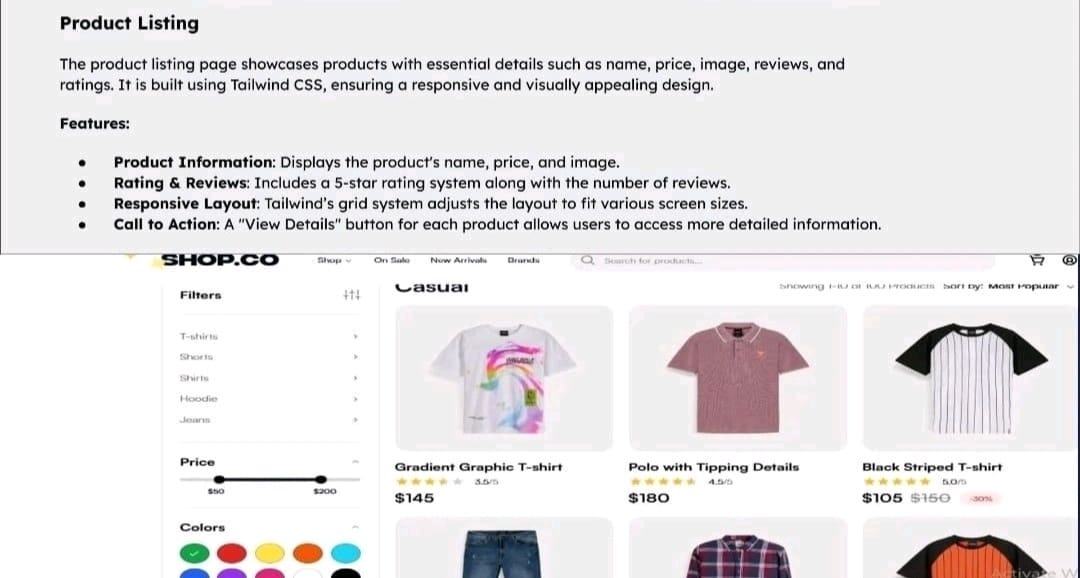 Product Listing
The product listing page showcases products with essential details such as name, price, image, reviews, and
ratings. It is built using Tailwind CSS, ensuring a responsive and visually appealing design.
Features:
● Product Information: Displays the product's name, price, and image.
● Rating & Reviews: Includes a 5-star rating system along with the number of reviews.
● Responsive Layout: Tailwind's grid system adjusts the layout to fit various screen sizes.
● Call to Action: A "View Details" button for each product allows users to access more detailed information.
SHOP.CO Shop On Sale New Arrivals Brands Search for products...
Filters
T-shirts
Shorts
Shirts
Hoodie
Jeans
Price
$50 $200
Colors
Casual Showing 1-10 of 100 Products Sort by: Most Popular
Gradient Graphic T-shirt
3.5/5
$145
Polo with Tipping Details
4.5/5
$180
Black Striped T-shirt
5.0/5
$105 $150 -30%
Activate W